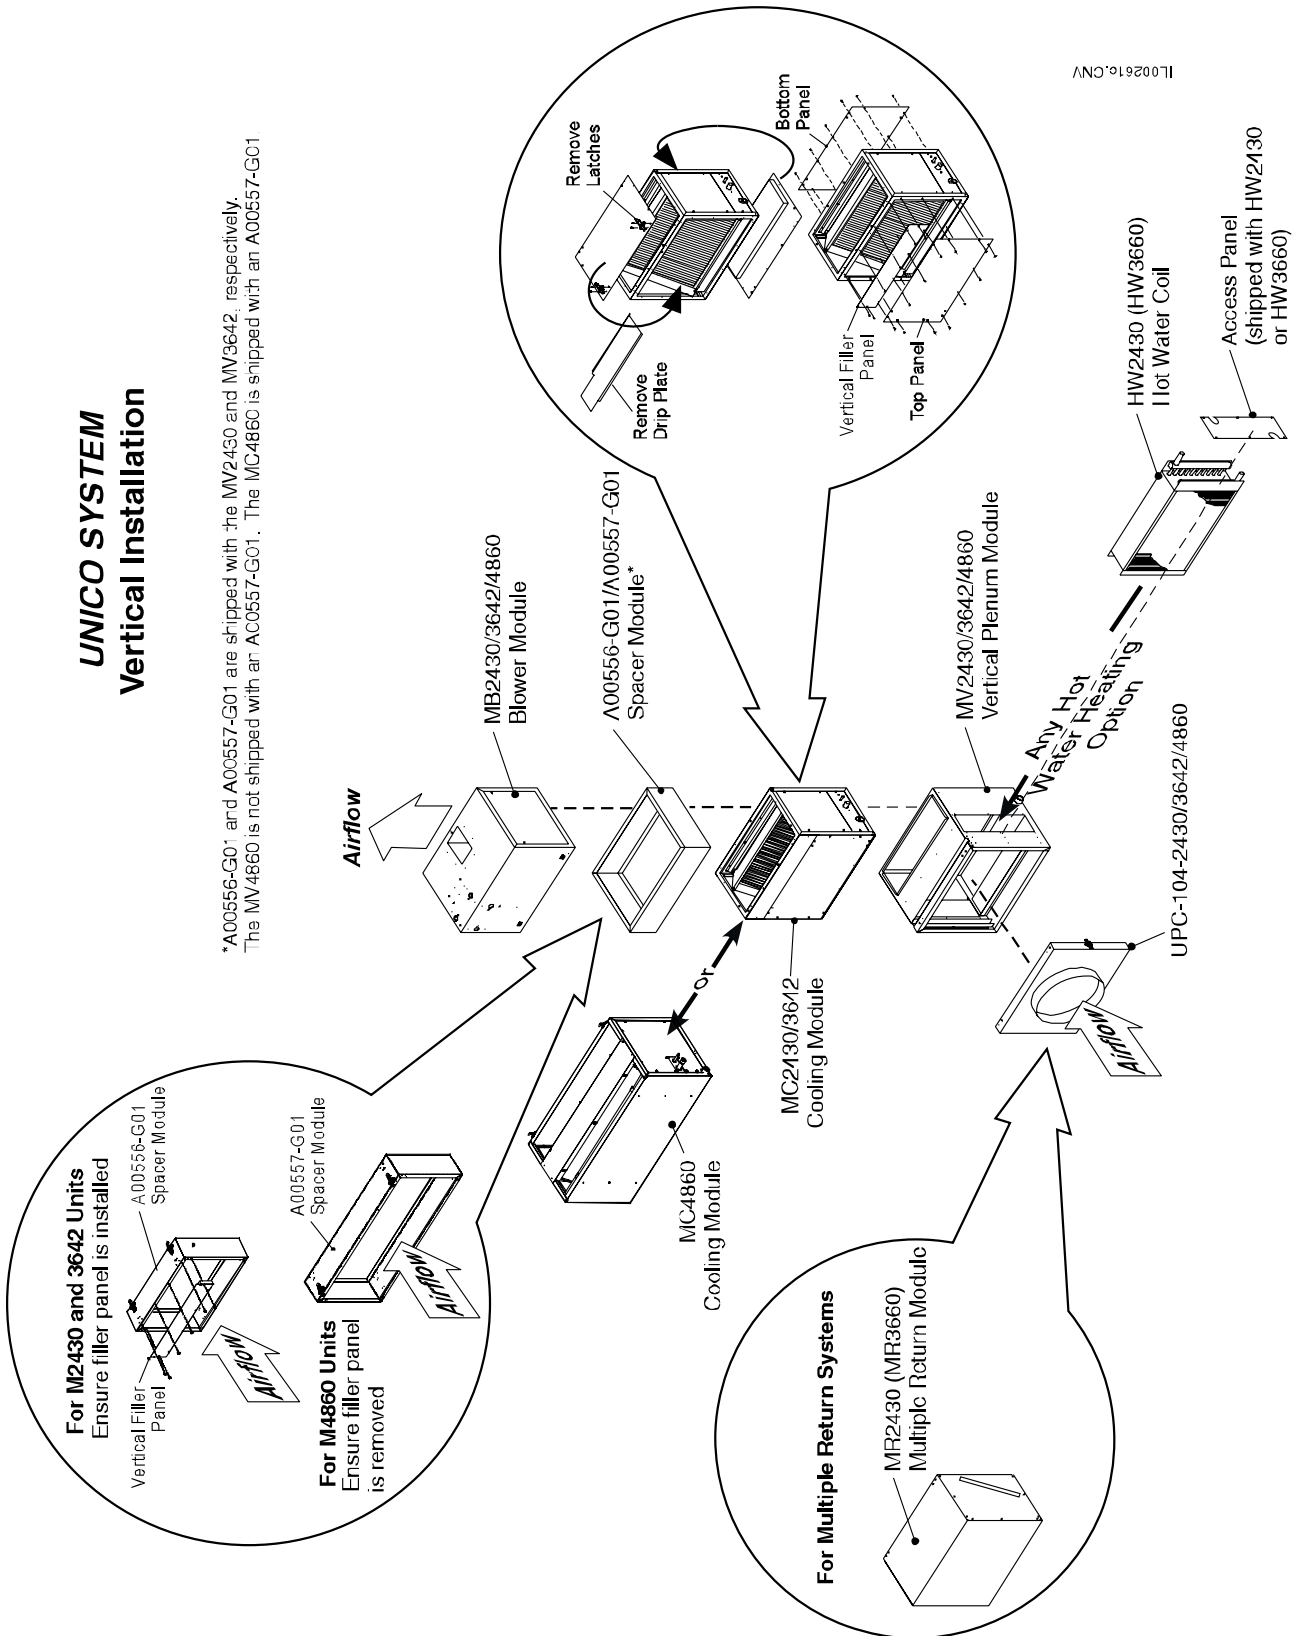 UNICO SYSTEM
Vertical Installation
*A00556-G01 and A00557-G01 are shipped with the MV2430 and MV3642, respectively.
The MV4860 is not shipped with an AC0557-G01. The MC4860 is shipped with an A00557-G01
For M2430 and 3642 Units
Ensure filler panel is installed
A00556-G01
Spacer Module
Vertical Filler
Panel
Airflow
A00557-G01
Spacer Module
For M4860 Units
Ensure filler panel
is removed
Airflow
Airflow
MB2430/3642/4860
Blower Module
A00556-G01/A00557-G01
Spacer Module*
Remove
Latches
Remove
Drip Plate
Bottom
Panel
Vertical Filler
Panel
Top Panel
or
MC4860
Cooling Module
MC2430/3642
Cooling Module
MV2430/3642/4860
Vertical Plenum Module
Any Hot
Water Heating
Option
HW2430 (HW3660)
Hot Water Coil
Access Panel
(shipped with HW2430
or HW3660)
UPC-104-2430/3642/4860
Airflow
For Multiple Return Systems
MR2430 (MR3660)
Multiple Return Module
IL00261c.CNV